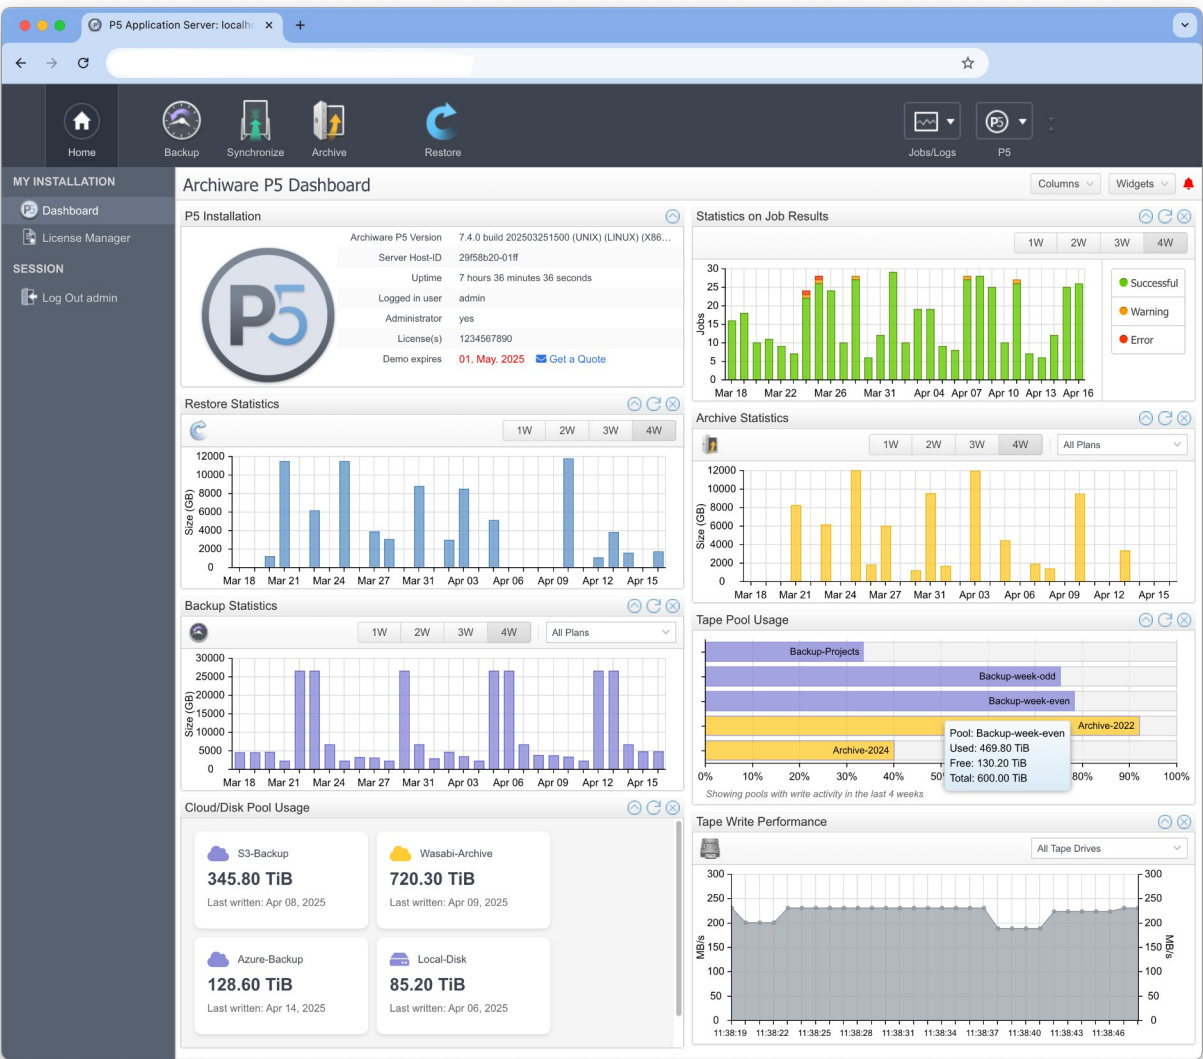 P5 Application Server: localh
Home
Backup
Synchronize
Archive
Restore
Jobs/Logs
P5
P5
MY INSTALLATION
P5 Dashboard
License Manager
SESSION
Log Out admin
Archiware P5 Dashboard
Columns
Widgets
P5 Installation
P5
Archiware P5 Version 7.4.0 build 202503251500 (UNIX) (LINUX) (X86...
Server Host-ID 29f58b20-01ff
Uptime 7 hours 36 minutes 36 seconds
Logged in user admin
Administrator yes
License(s) 1234567890
Demo expires 01. May. 2025 Get a Quote
Statistics on Job Results
1W 2W 3W 4W
Jobs
30
25
20
15
10
5
0
Mar 18 Mar 22 Mar 26 Mar 31 Apr 04 Apr 07 Apr 10 Apr 13 Apr 16
Successful
Warning
Error
Restore Statistics
1W 2W 3W 4W
Size (GB)
12000
10000
8000
6000
4000
2000
0
Mar 18 Mar 21 Mar 24 Mar 27 Mar 31 Apr 03 Apr 06 Apr 09 Apr 12 Apr 15
Archive Statistics
1W 2W 3W 4W All Plans
Size (GB)
12000
10000
8000
6000
4000
2000
0
Mar 18 Mar 21 Mar 24 Mar 27 Mar 31 Apr 03 Apr 06 Apr 09 Apr 12 Apr 15
Backup Statistics
1W 2W 3W 4W All Plans
Size (GB)
30000
25000
20000
15000
10000
5000
0
Mar 18 Mar 21 Mar 24 Mar 27 Mar 31 Apr 03 Apr 06 Apr 09 Apr 12 Apr 15
Tape Pool Usage
Backup-Projects
Backup-week-odd
Backup-week-even
Archive-2022
Archive-2024
Pool: Backup-week-even
Used: 469.80 TiB
Free: 130.20 TiB
Total: 600.00 TiB
0% 10% 20% 30% 40% 50 80% 90% 100%
Showing pools with write activity in the last 4 weeks
Cloud/Disk Pool Usage
S3-Backup
345.80 TiB
Last written: Apr 08, 2025
Wasabi-Archive
720.30 TiB
Last written: Apr 09, 2025
Azure-Backup
128.60 TiB
Last written: Apr 14, 2025
Local-Disk
85.20 TiB
Last written: Apr 06, 2025
Tape Write Performance
All Tape Drives
MB/s
300
250
200
150
100
50
0
300
250
200
150
100
50
0
MB/s
11:38:19 11:38:22 11:38:25 11:38:28 11:38:31 11:38:34 11:38:37 11:38:40 11:38:43 11:38:46